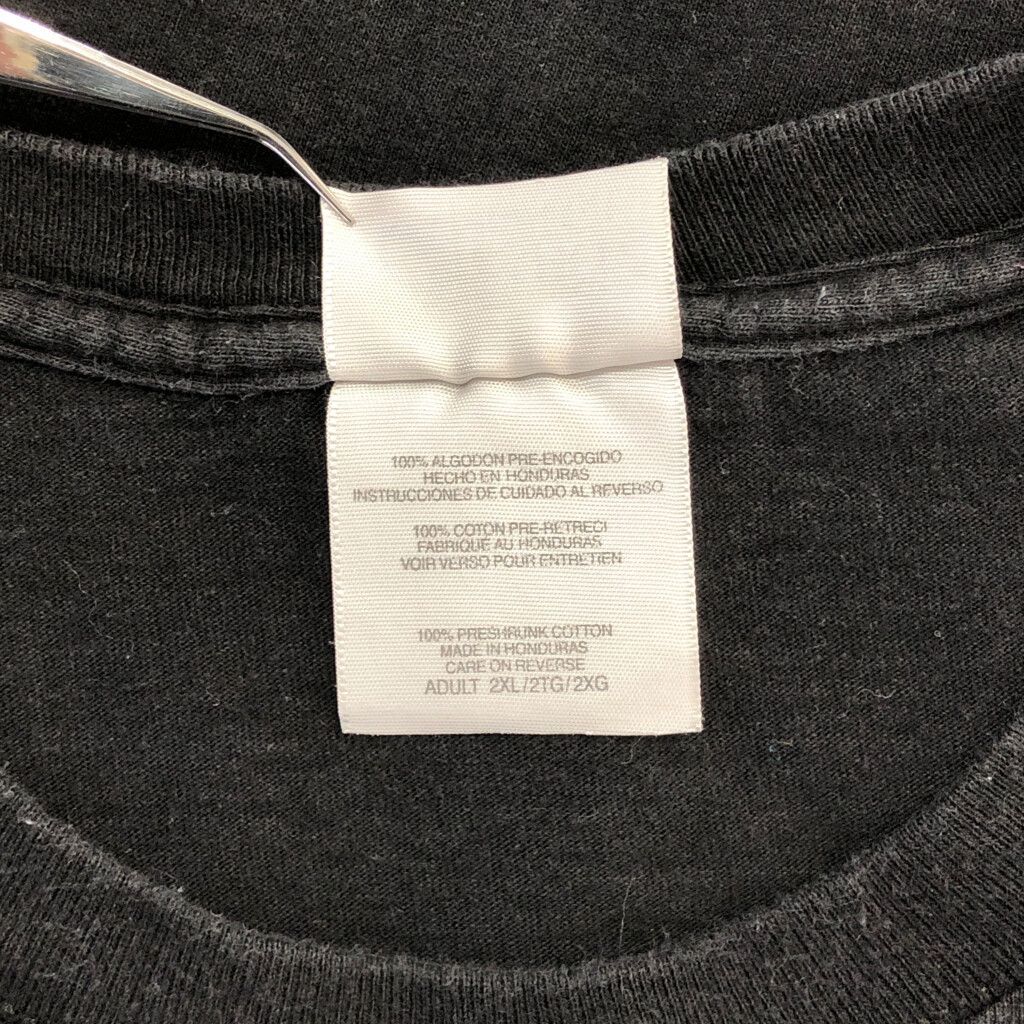 100% ALGODON PRE-ENCOGIDO
HECHO EN HONDURAS
INSTRUCCIONES DE CUIDADO AL REVERSO
100% COTON PRE-RETRECI
FABRIQUÉ AU HONDURAS
VOIR VERSO POUR ENTRETIEN
100% PRESHRUNK COTTON
MADE IN HONDURAS
CARE ON REVERSE
ADULT 2XL/2TG/2XG